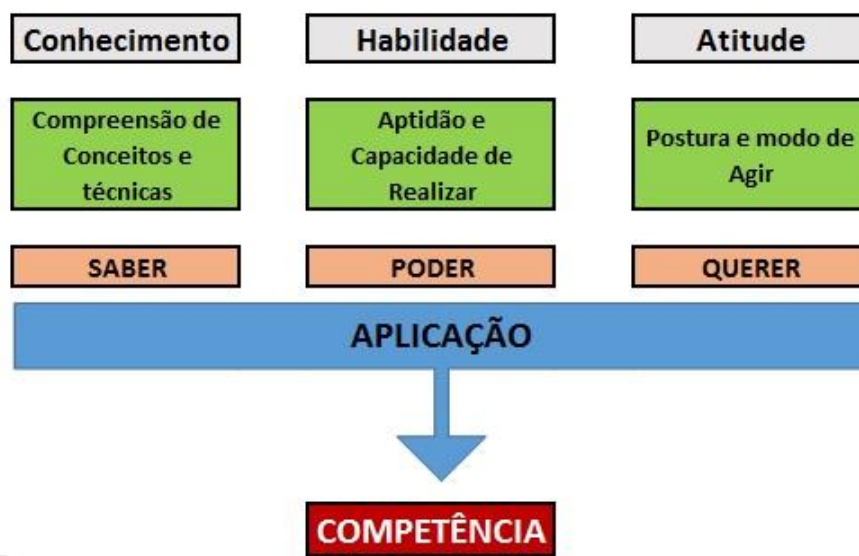 Conhecimento
Habilidade
Atitude
Compreensão de
Conceitos e
técnicas
Aptidão e
Capacidade de
Realizar
Postura e modo de
Agir
SABER
PODER
QUERER
APLICAÇÃO
COMPETÊNCIA